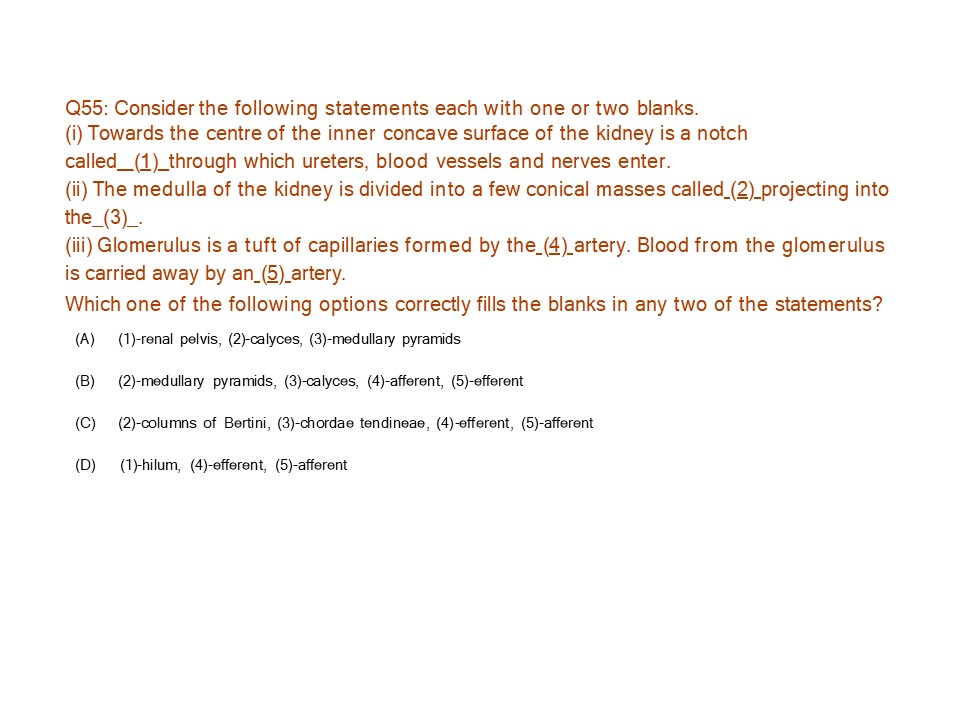 Q55: Consider the following statements each with one or two blanks.
(i) Towards the centre of the inner concave surface of the kidney is a notch
called__(1)_through which ureters, blood vessels and nerves enter.
(ii) The medulla of the kidney is divided into a few conical masses called_(2)_projecting into
the_(3)_.
(iii) Glomerulus is a tuft of capillaries formed by the_(4)_artery. Blood from the glomerulus
is carried away by an_(5)_artery.
Which one of the following options correctly fills the blanks in any two of the statements?
(A) (1)-renal pelvis, (2)-calyces, (3)-medullary pyramids
(B) (2)-medullary pyramids, (3)-calyces, (4)-afferent, (5)-efferent
(C) (2)-columns of Bertini, (3)-chordae tendineae, (4)-efferent, (5)-afferent
(D) (1)-hilum, (4)-efferent, (5)-afferent